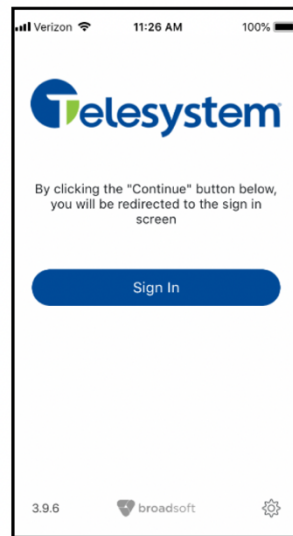 Verizon 11:26 AM 100%
Telesystem
By clicking the "Continue" button below,
you will be redirected to the sign in
screen
Sign In
3.9.6 broadsoft